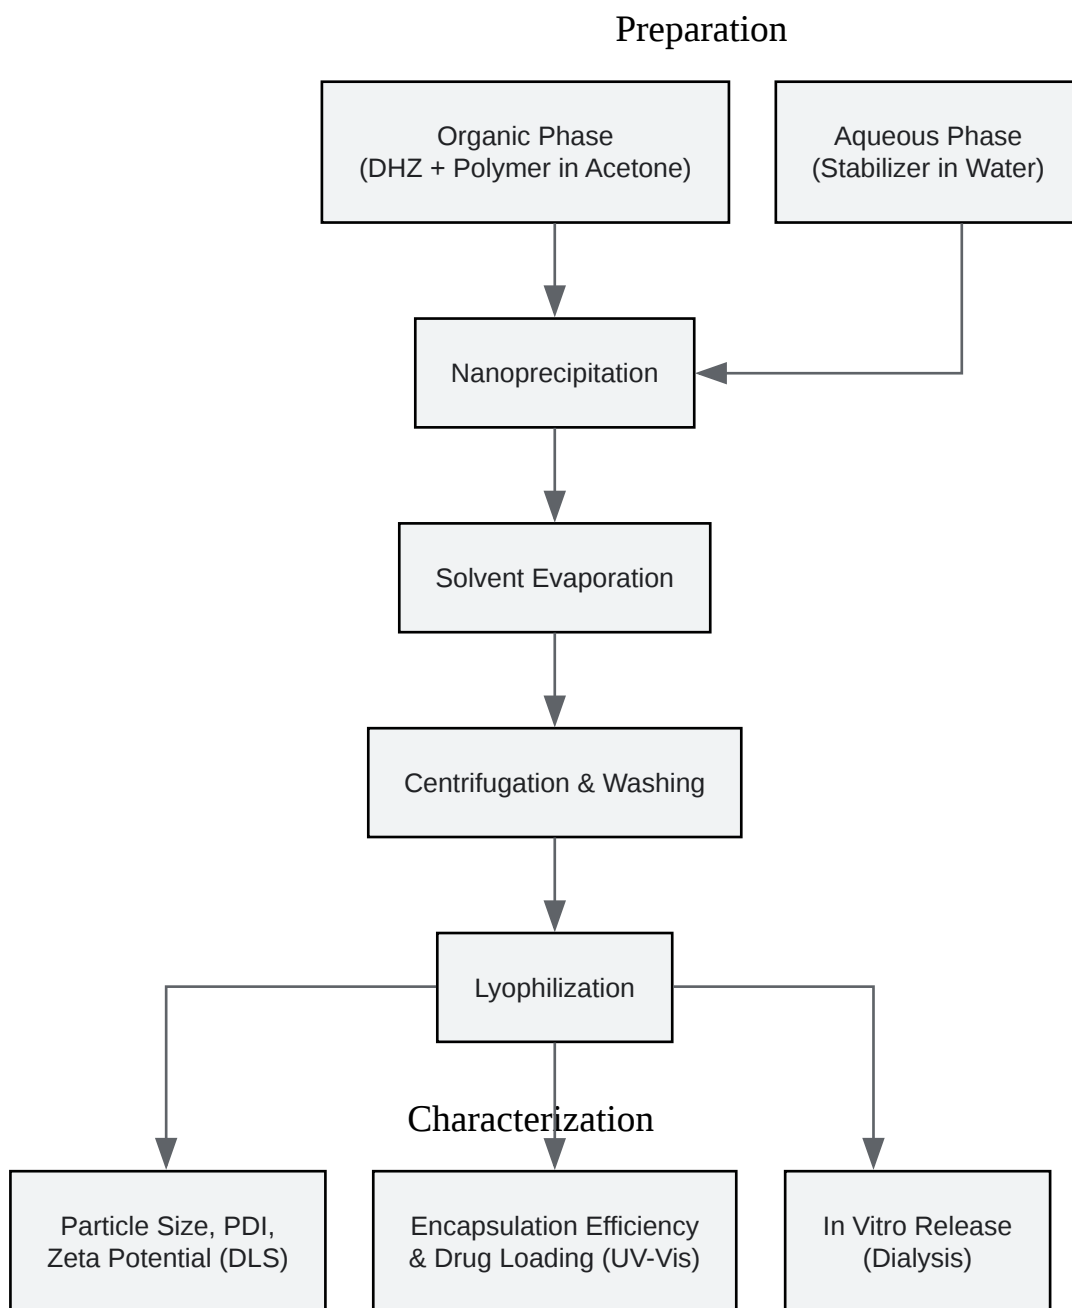 Preparation
Organic Phase
(DHZ + Polymer in Acetone)
Aqueous Phase
(Stabilizer in Water)
Nanoprecipitation
Solvent Evaporation
Centrifugation & Washing
Lyophilization
Characterization
Particle Size, PDI,
Zeta Potential (DLS)
Encapsulation Efficiency
& Drug Loading (UV-Vis)
In Vitro Release
(Dialysis)